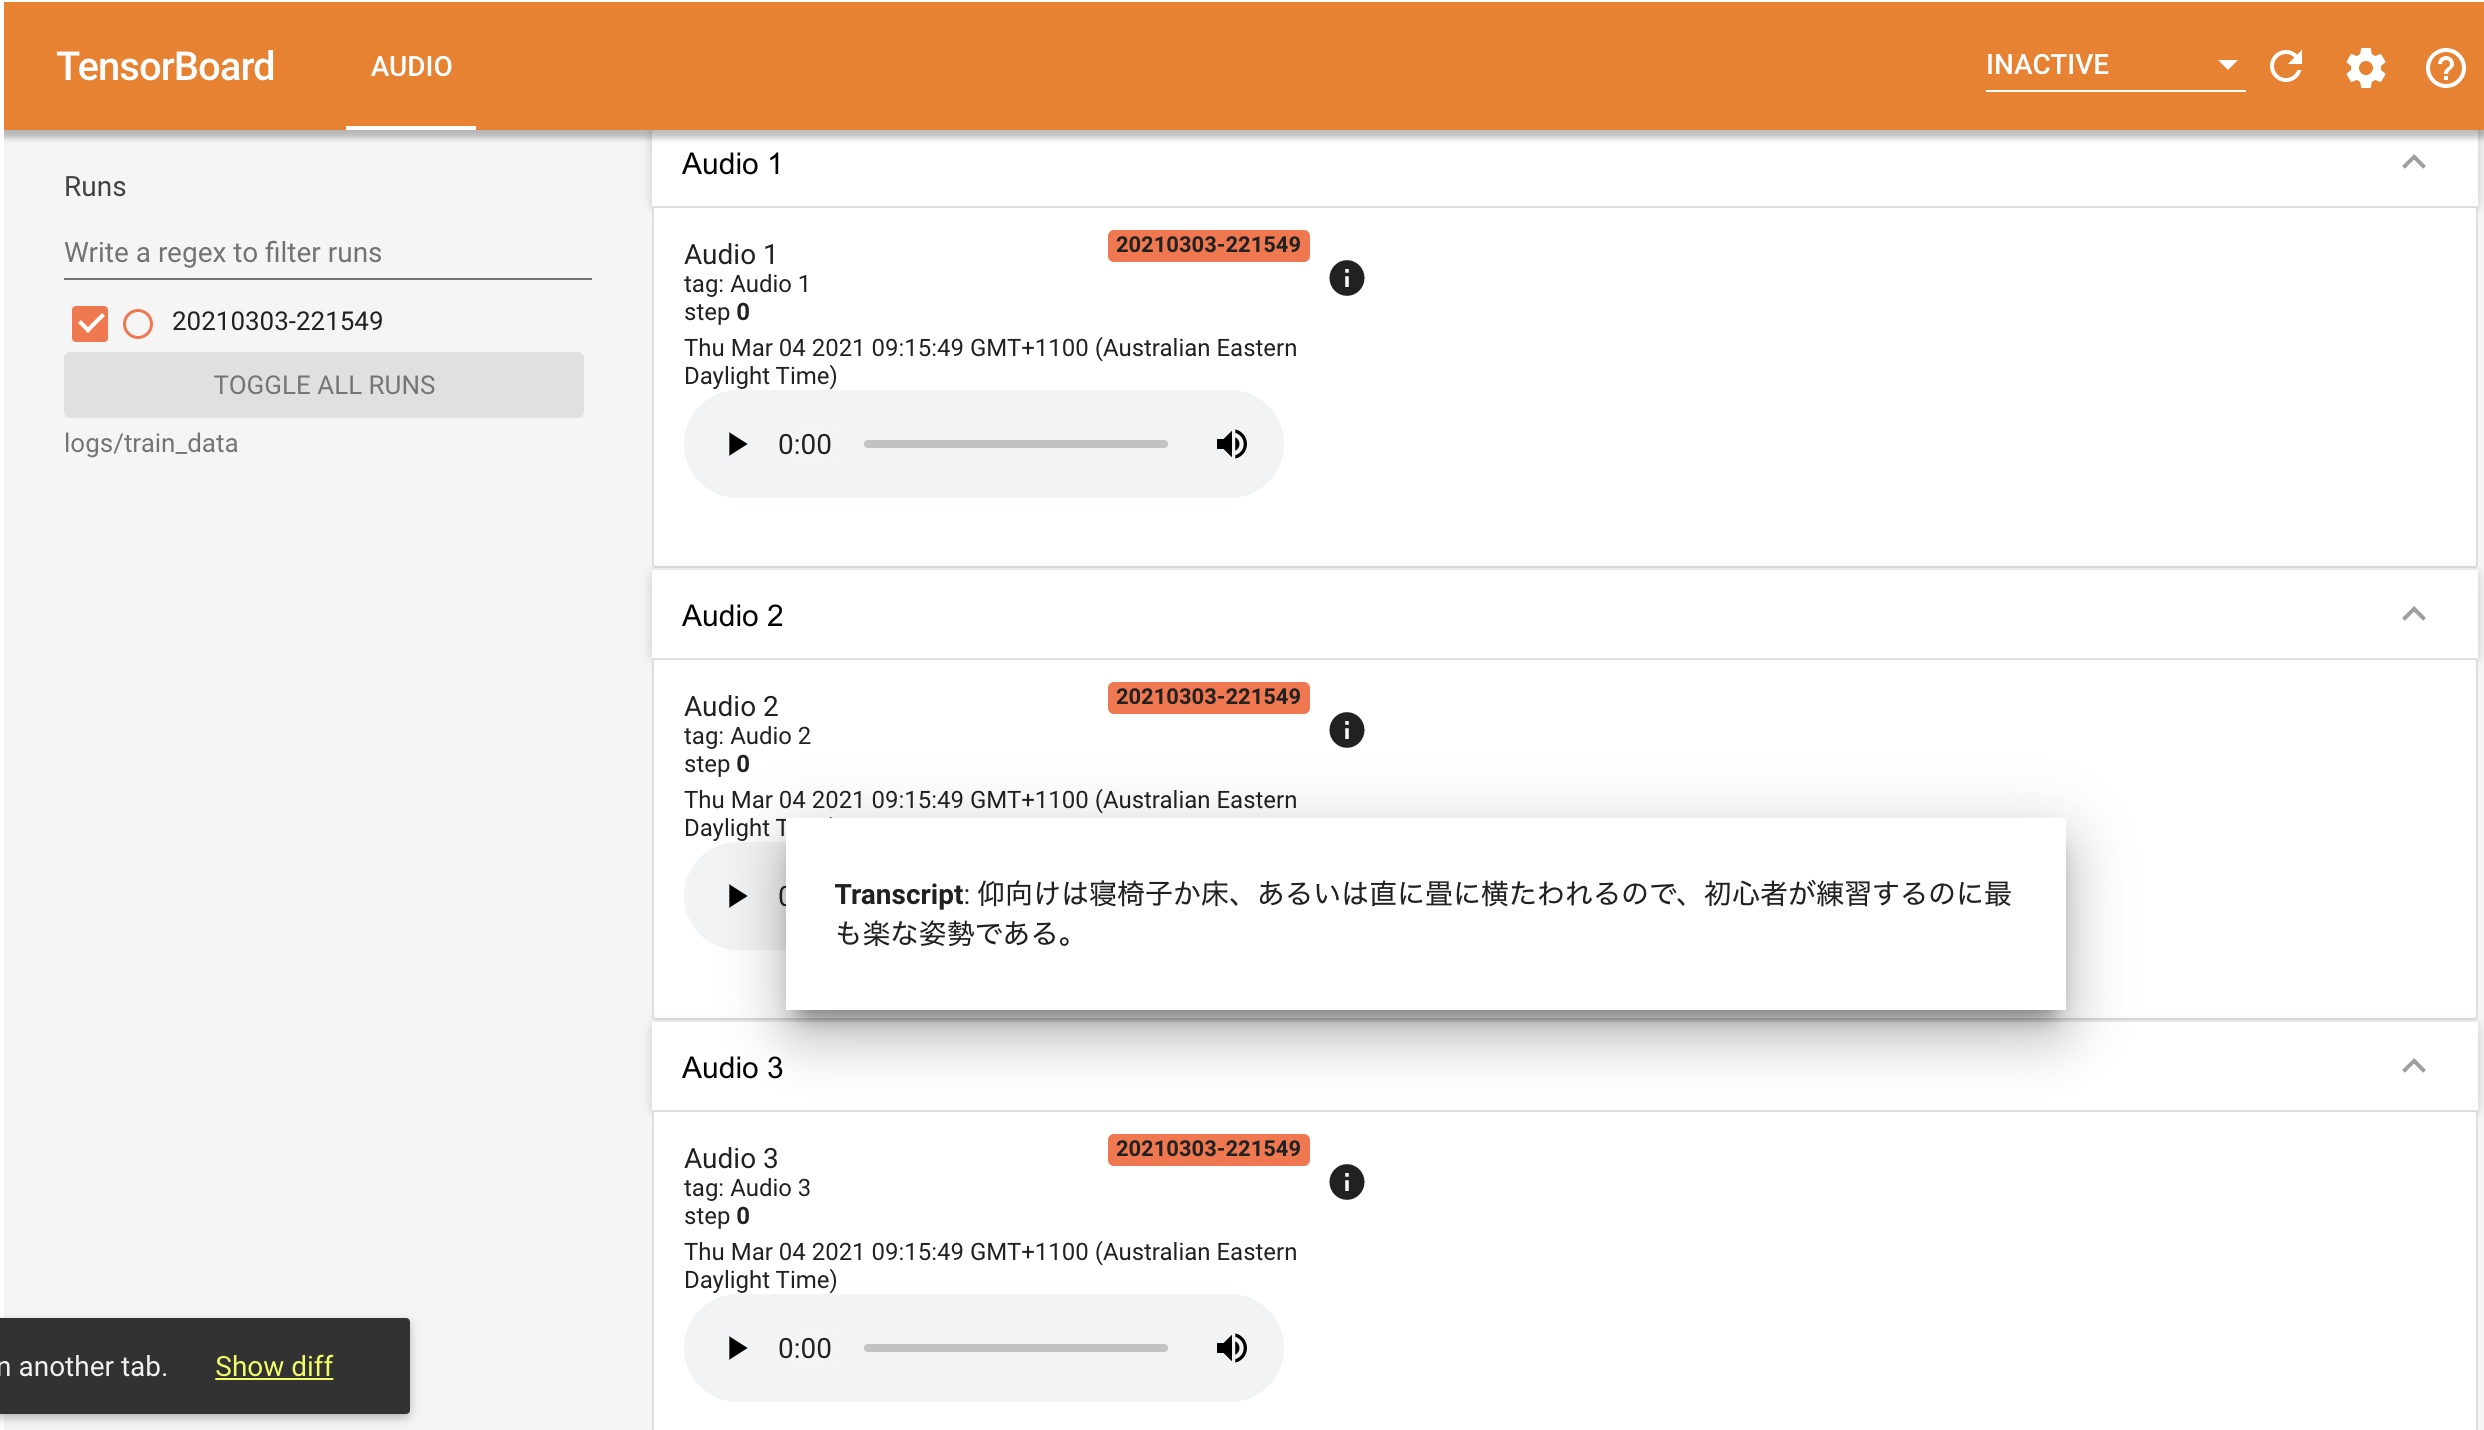 TensorBoard AUDIO INACTIVE
Runs
Write a regex to filter runs
20210303-221549
TOGGLE ALL RUNS
logs/train_data
Audio 1
Audio 1 20210303-221549
tag: Audio 1
step 0
Thu Mar 04 2021 09:15:49 GMT+1100 (Australian Eastern
Daylight Time)
0:00
Audio 2
Audio 2 20210303-221549
tag: Audio 2
step 0
Thu Mar 04 2021 09:15:49 GMT+1100 (Australian Eastern
Daylight
Transcript: 仰向けは寝椅子か床、あるいは直に畳に横たわれるので、初心者が練習するのに最
も楽な姿勢である。
Audio 3
Audio 3 20210303-221549
tag: Audio 3
step 0
Thu Mar 04 2021 09:15:49 GMT+1100 (Australian Eastern
Daylight Time)
0:00
another tab. Show diff